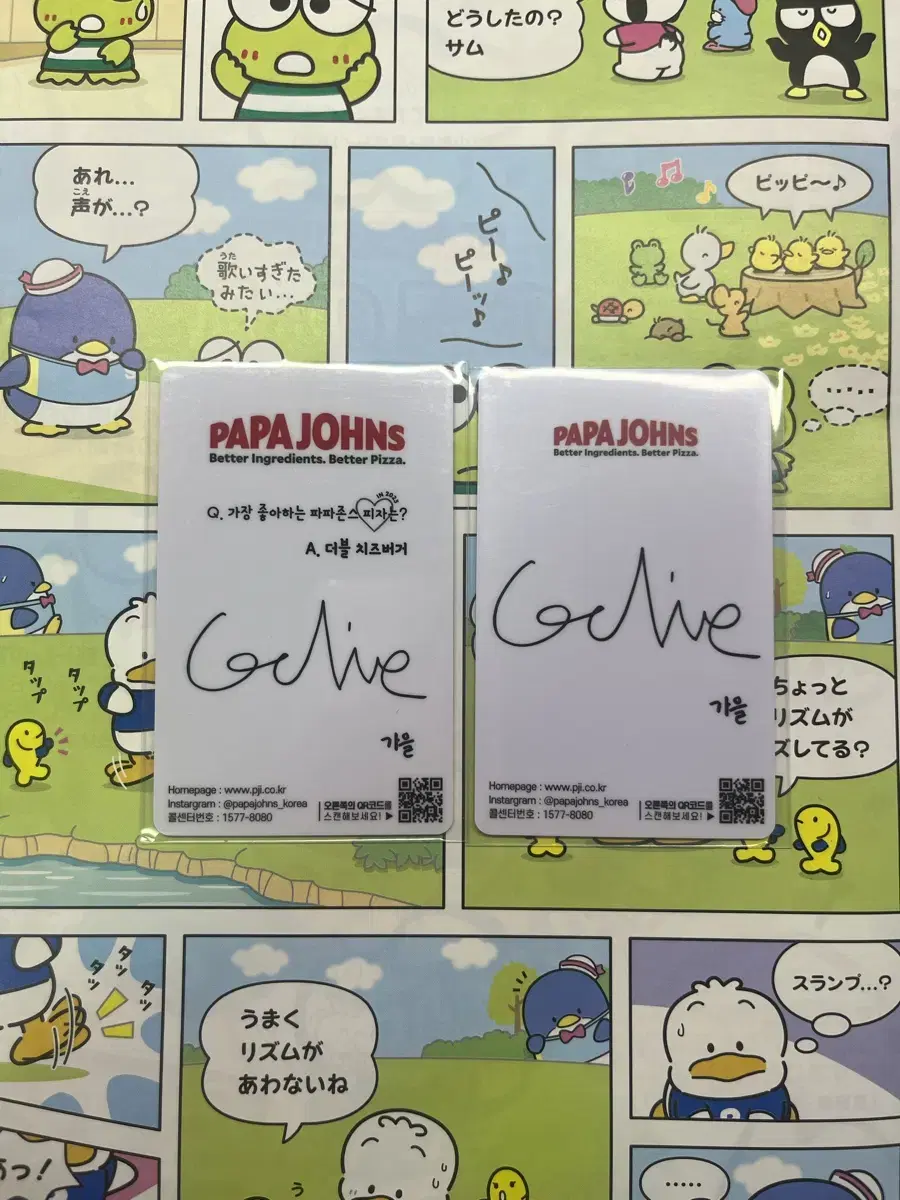 どうしたの？
サム
あれ…
声が…？
こえ
歌いすぎた
うた
みたい…
ピー♪
ピーッ♪
ピッピ〜♪
.....
PAPA JOHNS
Better Ingredients. Better Pizza.
IN 2023
Q. 가장 좋아하는 파파존스 피자는?
A. 더블 치즈버거
가을
Homepage : www.pji.co.kr
Instargram : @papajohns_korea
콜센터번호 : 1577-8080
오른쪽의 QR코드를
스캔해보세요! ▶
PAPA JOHNS
Better Ingredients. Better Pizza.
가을
Homepage : www.pji.co.kr
Instargram : @papajohns_korea
콜센터번호 : 1577-8080
오른쪽의 QR코드를
스캔해보세요! ▶
タップ
タップ
ちょっと
リズムが
ズレてる？
タッ
タッ
タッ
うまく
リズムが
あわないね
スランプ…？
う
っ！
.....